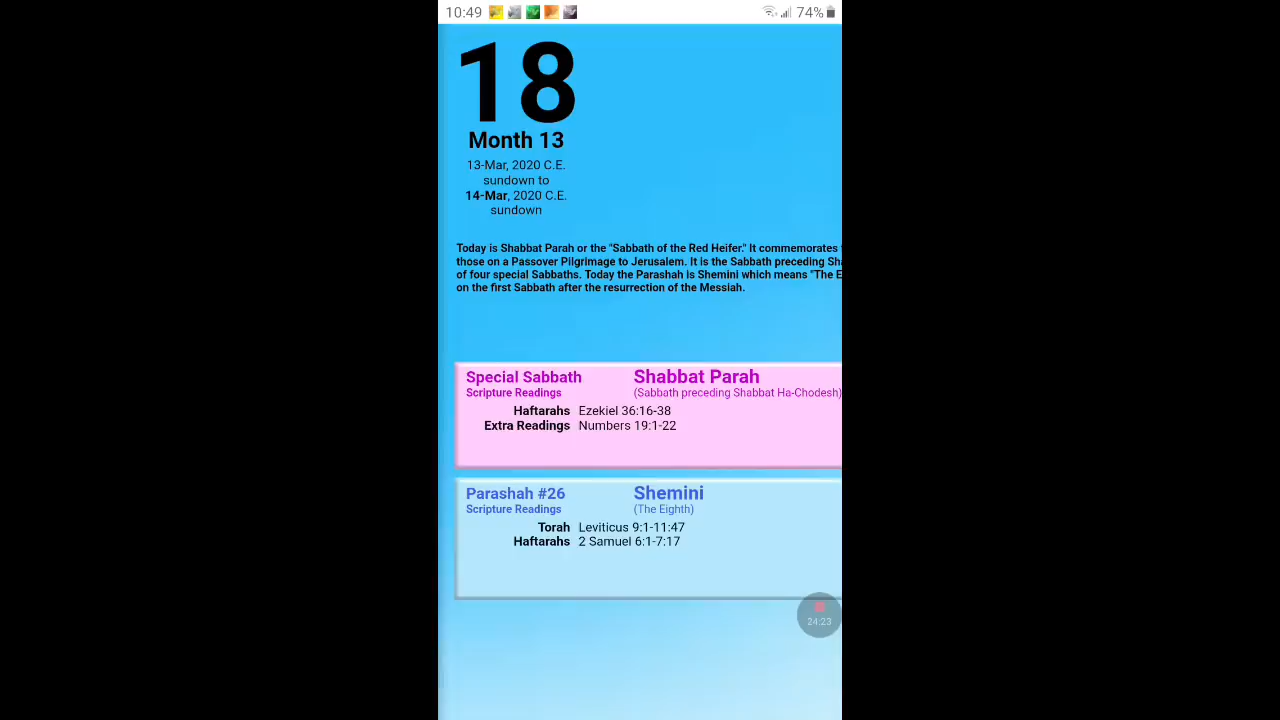 10:49
74%
18
Month 13
13-Mar, 2020 C.E.
sundown to
14-Mar, 2020 C.E.
sundown
Today is Shabbat Parah or the "Sabbath of the Red Heifer." It commemorates
those on a Passover Pilgrimage to Jerusalem. It is the Sabbath preceding
of four special Sabbaths. Today the Parashah is Shemini which means "The
on the first Sabbath after the resurrection of the Messiah.
Special Sabbath Shabbat Parah
Scripture Readings (Sabbath preceding Shabbat Ha-Chodesh)
Haftarahs Ezekiel 36:16-38
Extra Readings Numbers 19:1-22
Parashah #26 Shemini
Scripture Readings (The Eighth)
Torah Leviticus 9:1-11:47
Haftarahs 2 Samuel 6:1-7:17
24:23